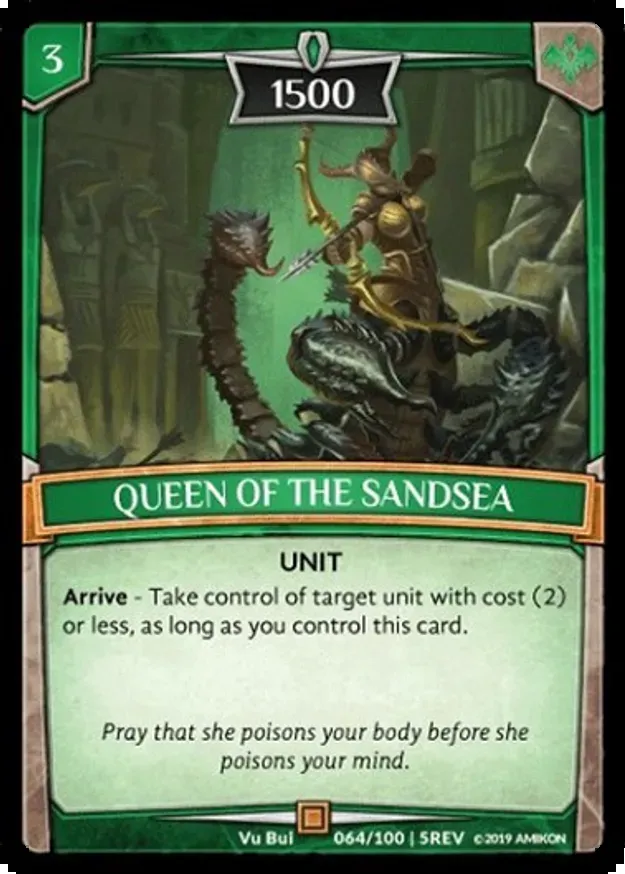 3
1500
QUEEN OF THE SANDSEA
UNIT
Arrive - Take control of target unit with cost (2)
or less, as long as you control this card.
Pray that she poisons your body before she
poisons your mind.
Vu Bui 064/100 | 5REV ©2019 AMIKON